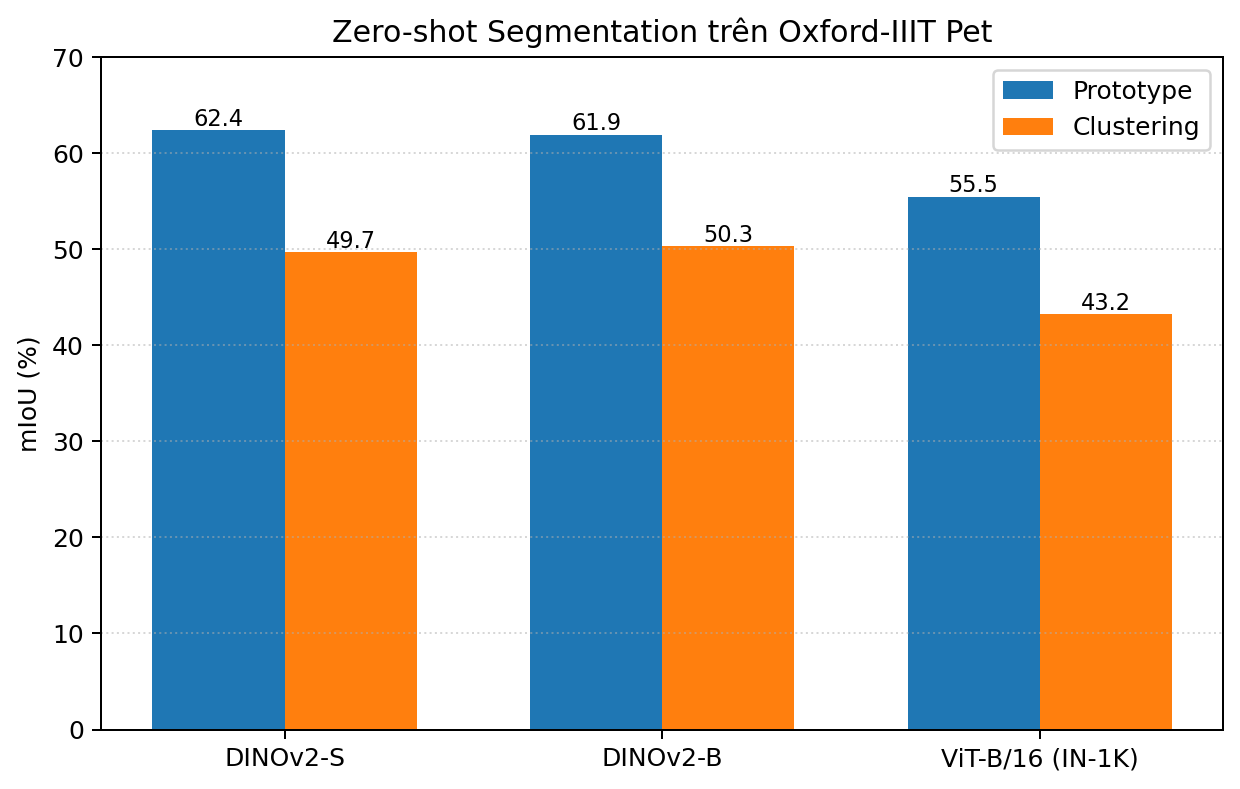 Zero-shot Segmentation trên Oxford-IIIT Pet
Prototype
Clustering
mIoU (%)
70
60
50
40
30
20
10
0
62.4
49.7
61.9
50.3
55.5
43.2
DINOv2-S
DINOv2-B
ViT-B/16 (IN-1K)